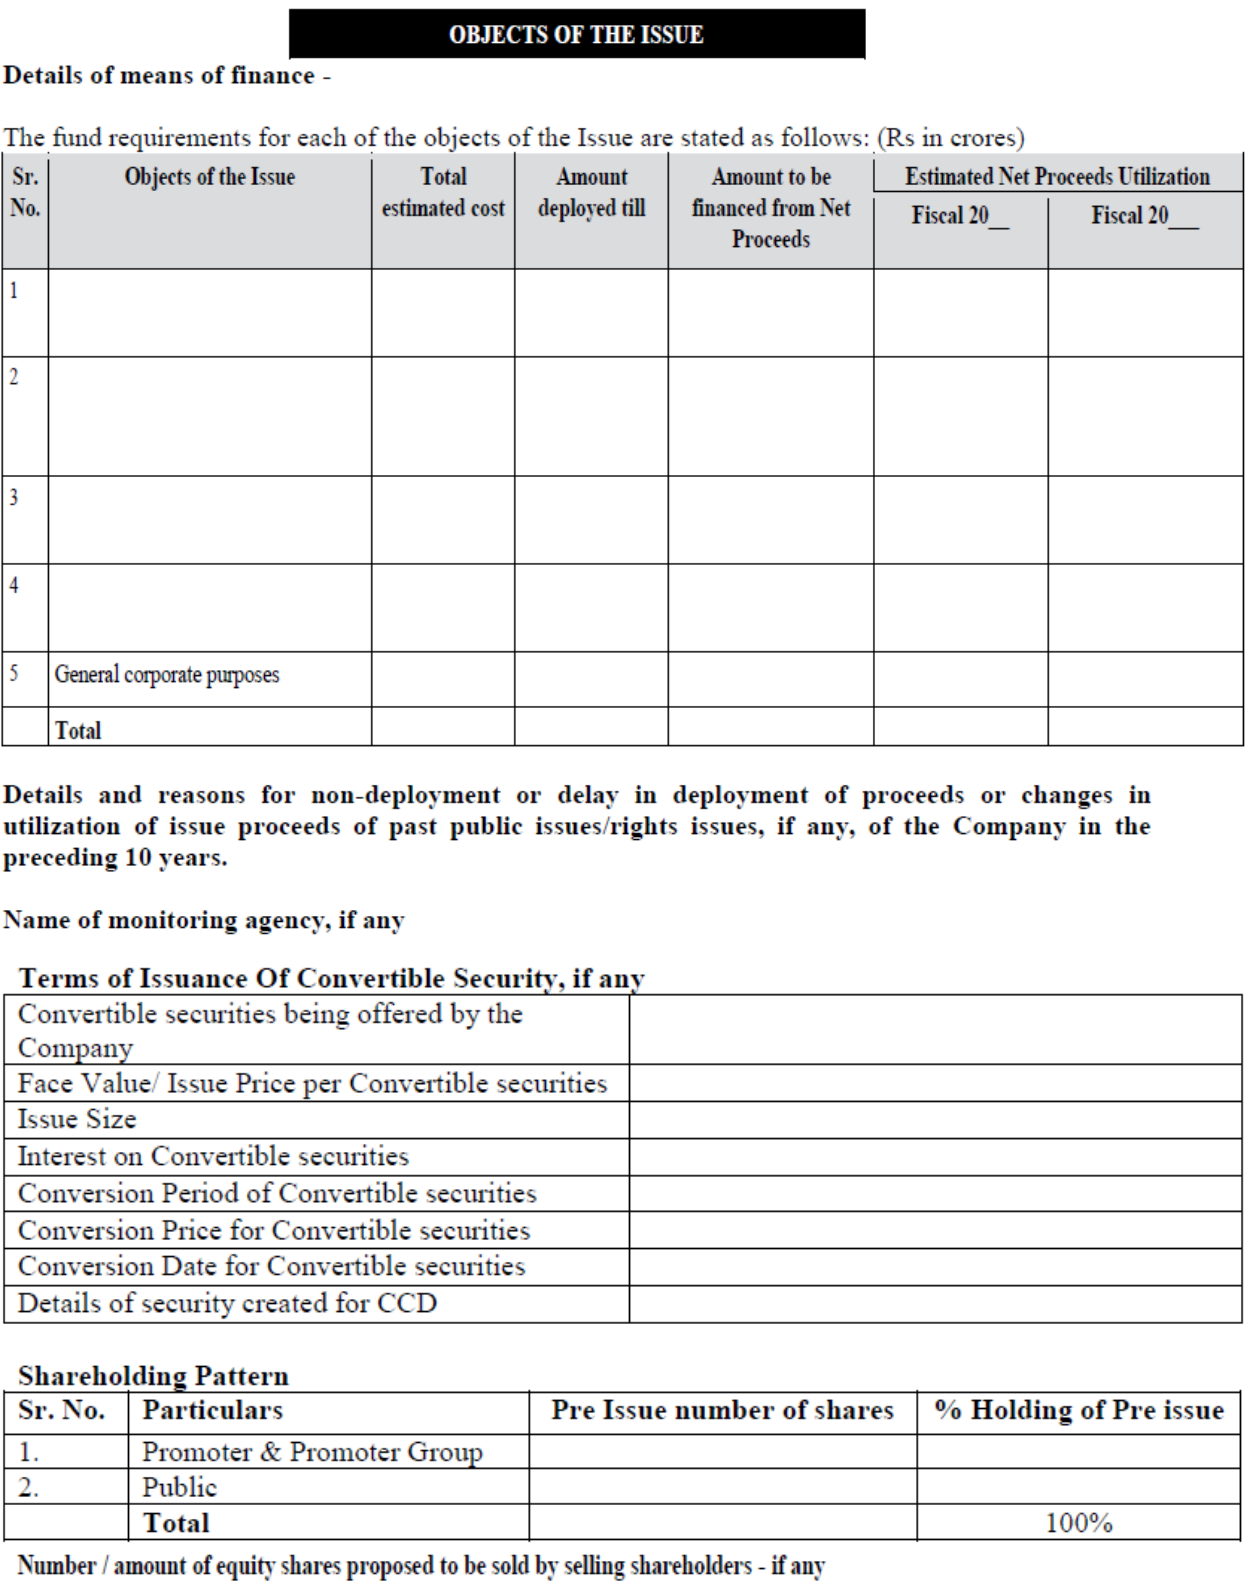 OBJECTS OF THE ISSUE
Details of means of finance -
The fund requirements for each of the objects of the Issue are stated as follows: (Rs in crores)
Sr. No. Objects of the Issue Total estimated cost Amount deployed till Amount to be financed from Net Proceeds Estimated Net Proceeds Utilization
Fiscal 20__ Fiscal 20___
1
2
3
4
5 General corporate purposes
Total
Details and reasons for non-deployment or delay in deployment of proceeds or changes in
utilization of issue proceeds of past public issues/rights issues, if any, of the Company in the
preceding 10 years.
Name of monitoring agency, if any
Terms of Issuance Of Convertible Security, if any
Convertible securities being offered by the
Company
Face Value/ Issue Price per Convertible securities
Issue Size
Interest on Convertible securities
Conversion Period of Convertible securities
Conversion Price for Convertible securities
Conversion Date for Convertible securities
Details of security created for CCD
Shareholding Pattern
Sr. No. Particulars Pre Issue number of shares % Holding of Pre issue
1. Promoter & Promoter Group
2. Public
Total 100%
Number / amount of equity shares proposed to be sold by selling shareholders - if any